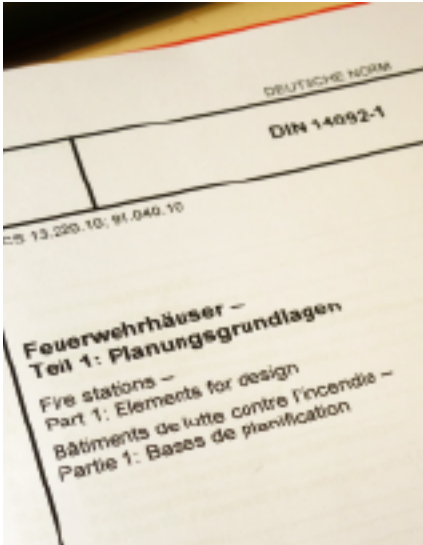 DEUTSCHE NORM
DIN 14092-1
CS 13.220.10; 91.040.10
Feuerwehrhäuser –
Teil 1: Planungsgrundlagen
Fire stations –
Part 1: Elements for design
Bâtiments de lutte contre l'incendie –
Partie 1: Bases de planification